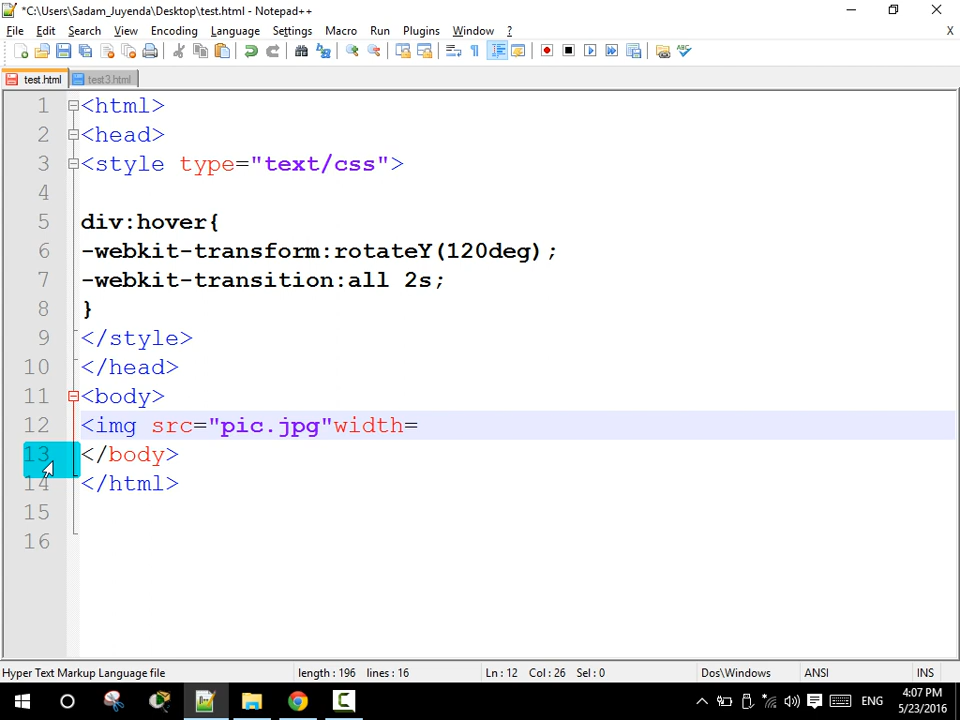 *C:\Users\Sadam_Juyenda\Desktop\test.html - Notepad++
File Edit Search View Encoding Language Settings Macro Run Plugins Window ? X
test.html test3.html
1 <html>
2 <head>
3 <style type="text/css">
4
5 div:hover{
6 -webkit-transform:rotateY(120deg);
7 -webkit-transition:all 2s;
8 }
9 </style>
10 </head>
11 <body>
12 <img src="pic.jpg"width=
13 </body>
14 </html>
15
16
Hyper Text Markup Language file length : 196 lines : 16 Ln : 12 Col : 26 Sel : 0 Dos\Windows ANSI INS
ENG 4:07 PM
5/23/2016